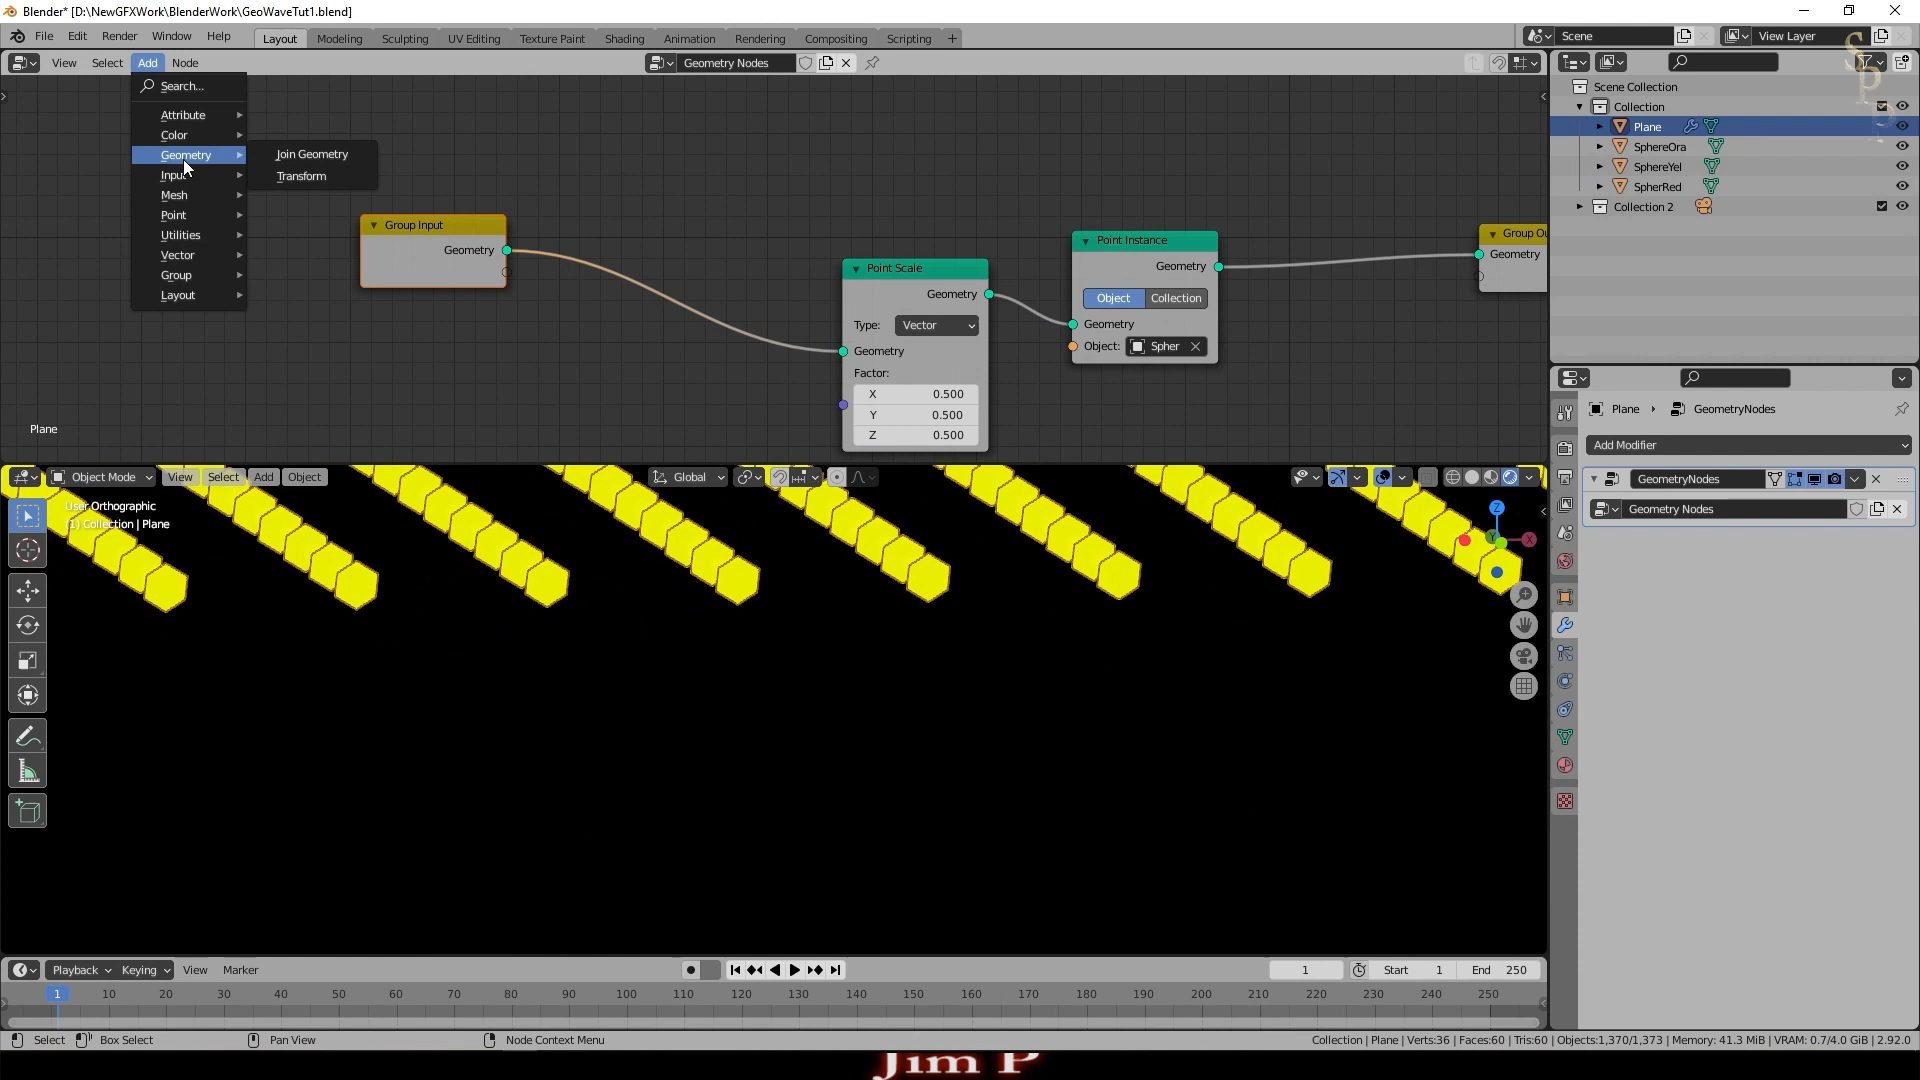 Blender* [D:\NewGFXWork\BlenderWork\GeoWaveTut1.blend]
File Edit Render Window Help Layout Modeling Sculpting UV Editing Texture Paint Shading Animation Rendering Compositing Scripting + Scene View Layer
View Select Add Node Geometry Nodes
Search...
Attribute
Color
Geometry
Input
Mesh
Point
Utilities
Vector
Group
Layout
Join Geometry
Transform
Group Input
Geometry
Point Scale
Geometry
Type: Vector
Geometry
Factor:
X 0.500
Y 0.500
Z 0.500
Point Instance
Geometry
Object Collection
Geometry
Object: Spher
Group Ou
Geometry
Plane
Scene Collection
Collection
Plane
SphereOra
SphereYel
SpherRed
Collection 2
S
P
P
Plane GeometryNodes
Add Modifier
GeometryNodes
Geometry Nodes
Object Mode View Select Add Object Global
User Orthographic
(1) Collection | Plane
Z
Y
X
Playback Keying View Marker 1 Start 1 End 250
1 10 20 30 40 50 60 70 80 90 100 110 120 130 140 150 160 170 180 190 200 210 220 230 240 250
Select Box Select Pan View Node Context Menu Collection | Plane | Verts:36 | Faces:60 | Tris:60 | Objects:1,370/1,373 | Memory: 41.3 MiB | VRAM: 0.7/4.0 GiB | 2.92.0
Jim P